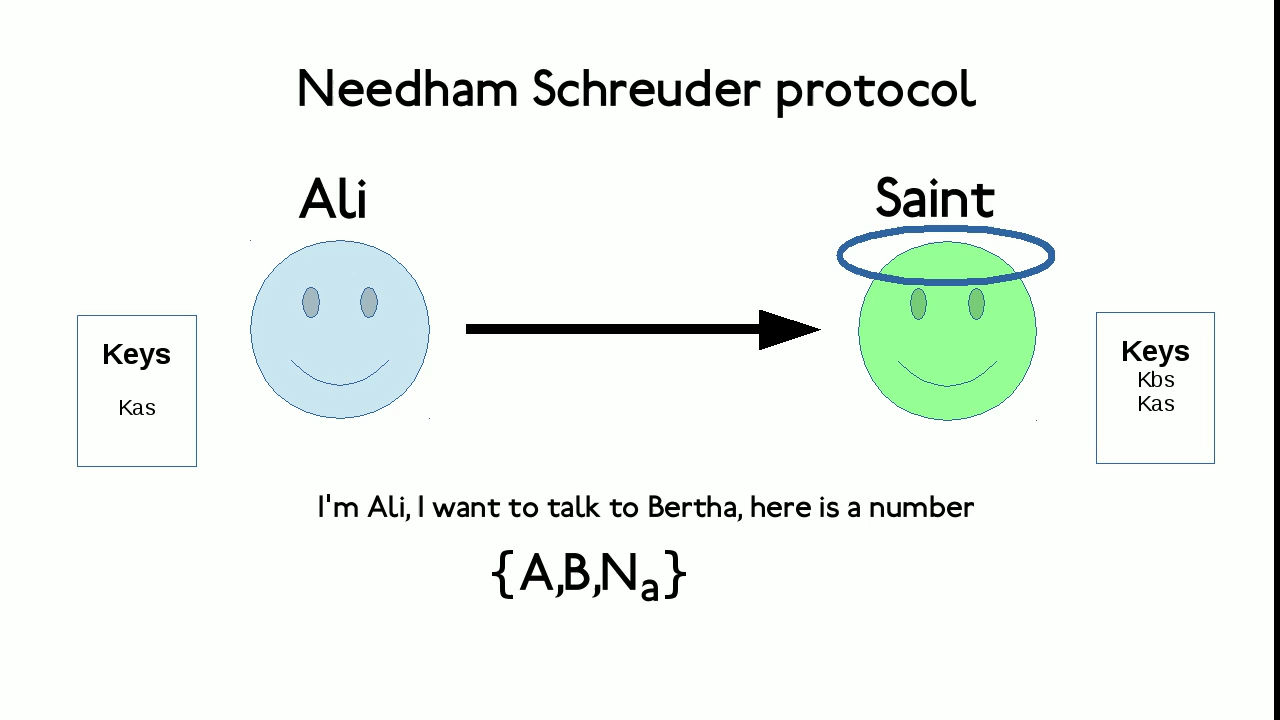 Needham Schreuder protocol
Ali
Saint
Keys
Kas
Keys
Kbs
Kas
I'm Ali, I want to talk to Bertha, here is a number
{A,B,Na}